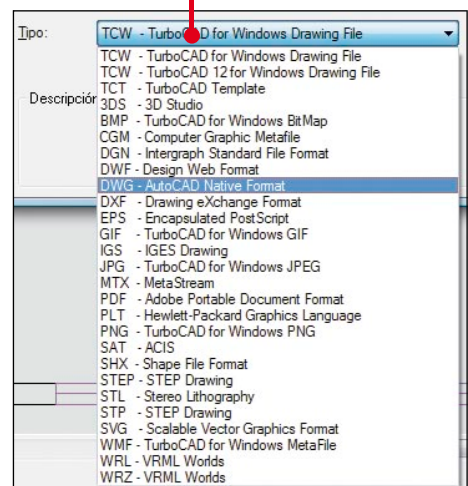 Tipo: TCW - TurboCAD for Windows Drawing File
TCW - TurboCAD for Windows Drawing File
TCW - TurboCAD 12 for Windows Drawing File
TCT - TurboCAD Template
Descripción
3DS - 3D Studio
BMP - TurboCAD for Windows BitMap
CGM - Computer Graphic Metafile
DGN - Intergraph Standard File Format
DWF - Design Web Format
DWG - AutoCAD Native Format
DXF - Drawing eXchange Format
EPS - Encapsulated PostScript
GIF - TurboCAD for Windows GIF
IGS - IGES Drawing
JPG - TurboCAD for Windows JPEG
MTX - MetaStream
PDF - Adobe Portable Document Format
PLT - Hewlett-Packard Graphics Language
PNG - TurboCAD for Windows PNG
SAT - ACIS
SHX - Shape File Format
STEP - STEP Drawing
STL - Stereo Lithography
STP - STEP Drawing
SVG - Scalable Vector Graphics Format
WMF - TurboCAD for Windows MetaFile
WRL - VRML Worlds
WRZ - VRML Worlds